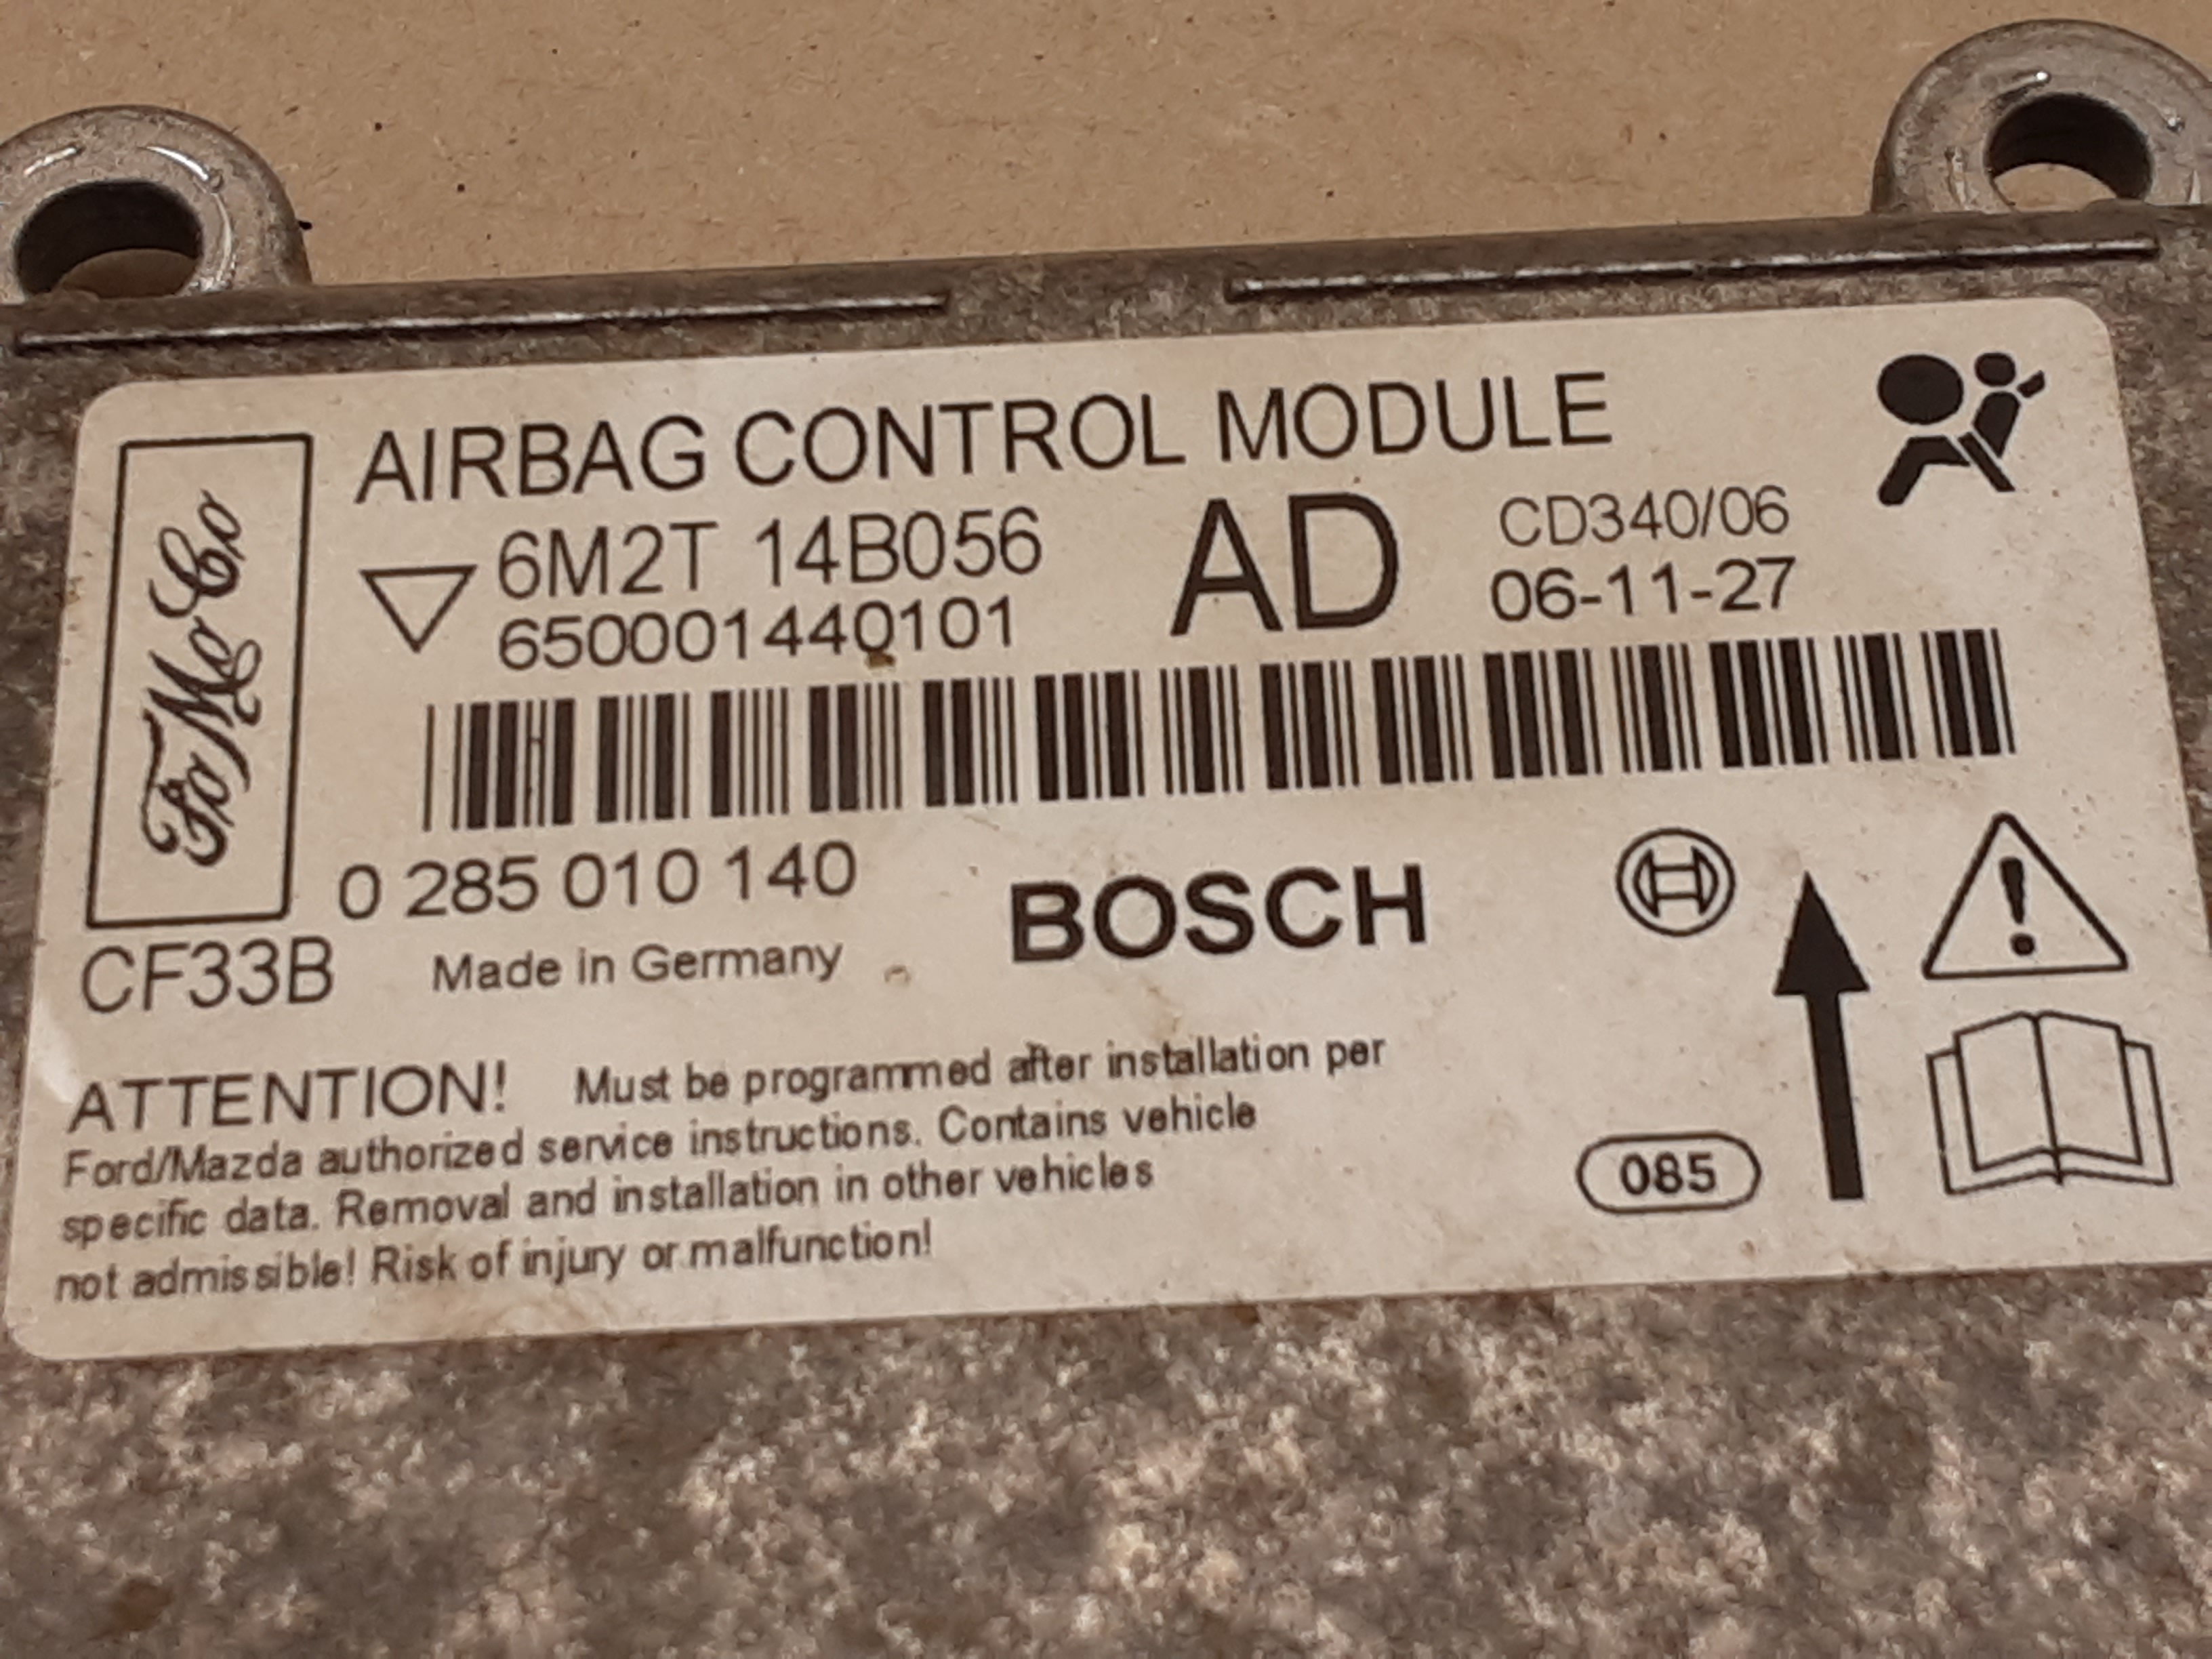 AIRBAG CONTROL MODULE
6M2T 14B056 AD CD340/06
650001440101 06-11-27
FoMoCo
0 285 010 140 BOSCH
CF33B Made in Germany
ATTENTION! Must be programmed after installation per
Ford/Mazda authorized service instructions. Contains vehicle
specific data. Removal and installation in other vehicles
not admissible! Risk of injury or malfunction!
085